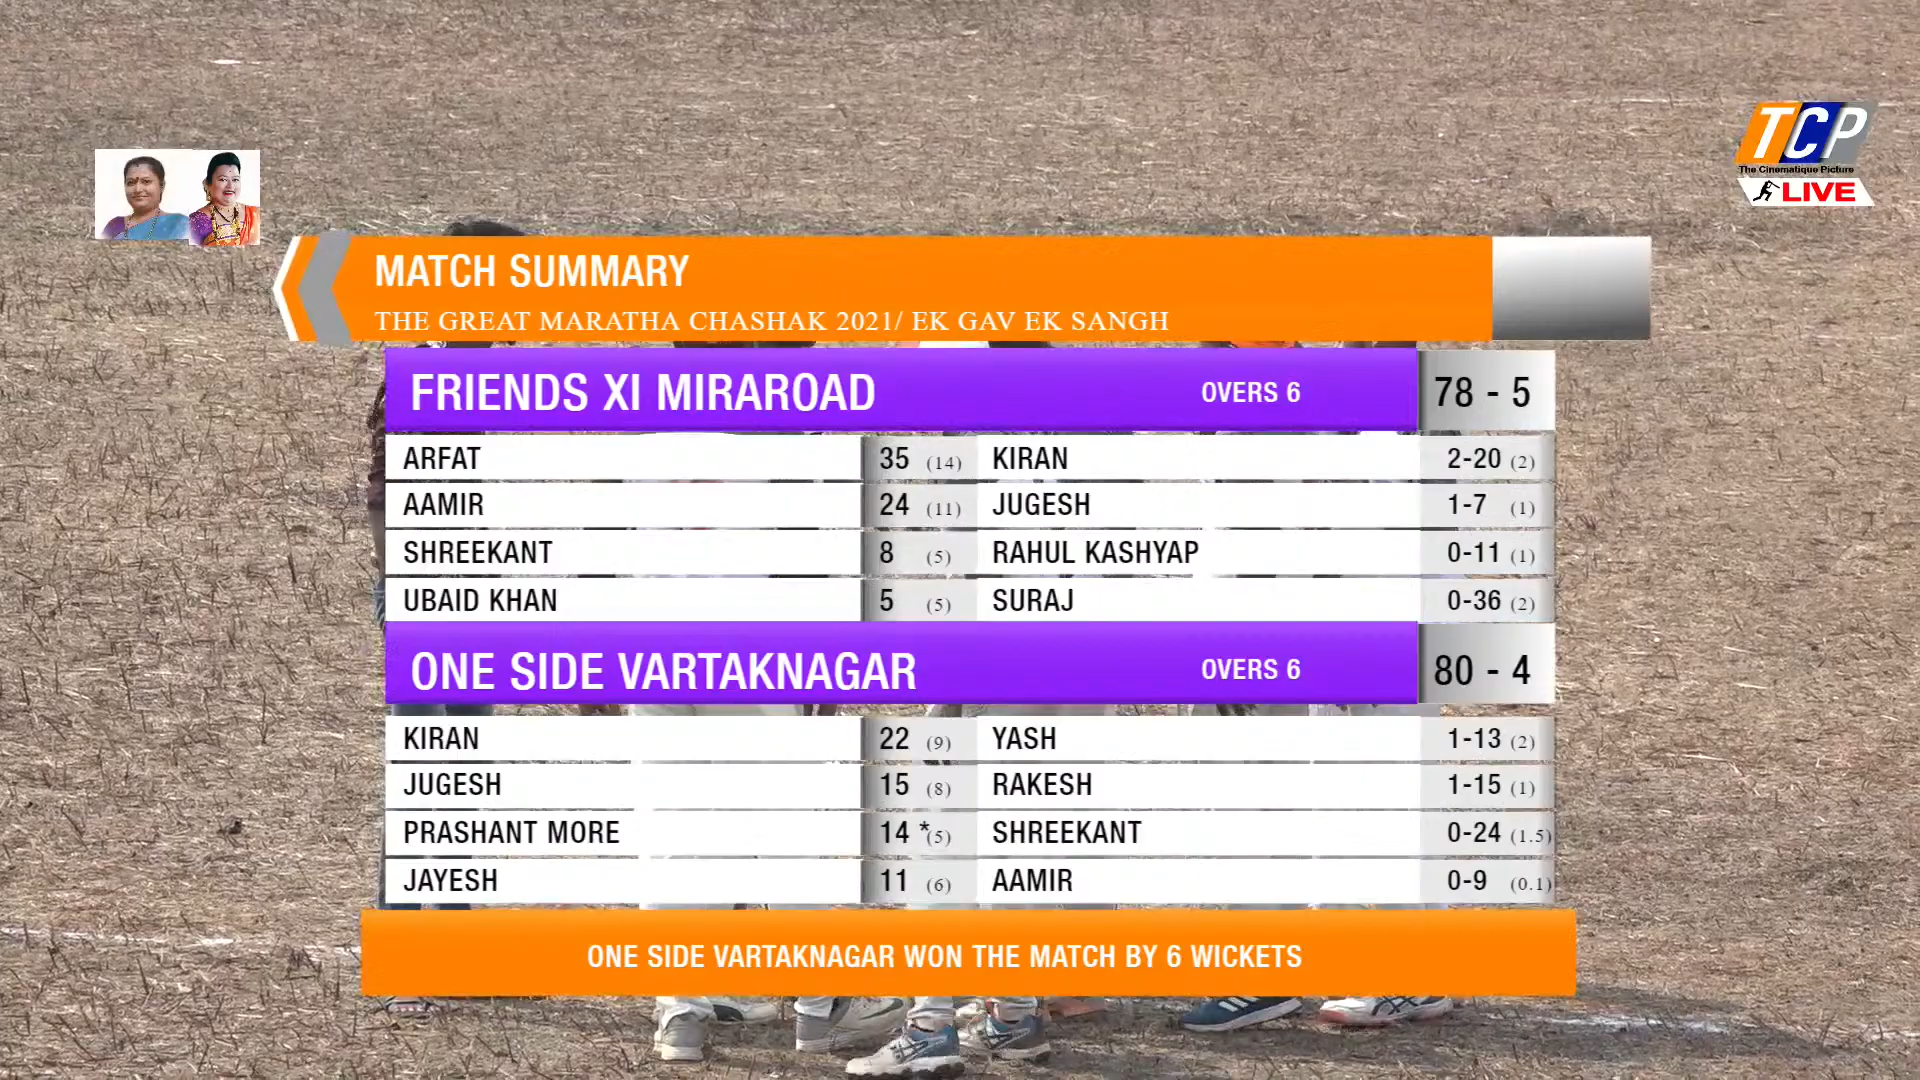 TCP
The Cinematique Picture
LIVE
MATCH SUMMARY
THE GREAT MARATHA CHASHAK 2021/ EK GAV EK SANGH
FRIENDS XI MIRAROAD OVERS 6 78 - 5
ARFAT 35 (14) KIRAN 2-20 (2)
AAMIR 24 (11) JUGESH 1-7 (1)
SHREEKANT 8 (5) RAHUL KASHYAP 0-11 (1)
UBAID KHAN 5 (5) SURAJ 0-36 (2)
ONE SIDE VARTAKNAGAR OVERS 6 80 - 4
KIRAN 22 (9) YASH 1-13 (2)
JUGESH 15 (8) RAKESH 1-15 (1)
PRASHANT MORE 14 *(5) SHREEKANT 0-24 (1.5)
JAYESH 11 (6) AAMIR 0-9 (0.1)
ONE SIDE VARTAKNAGAR WON THE MATCH BY 6 WICKETS